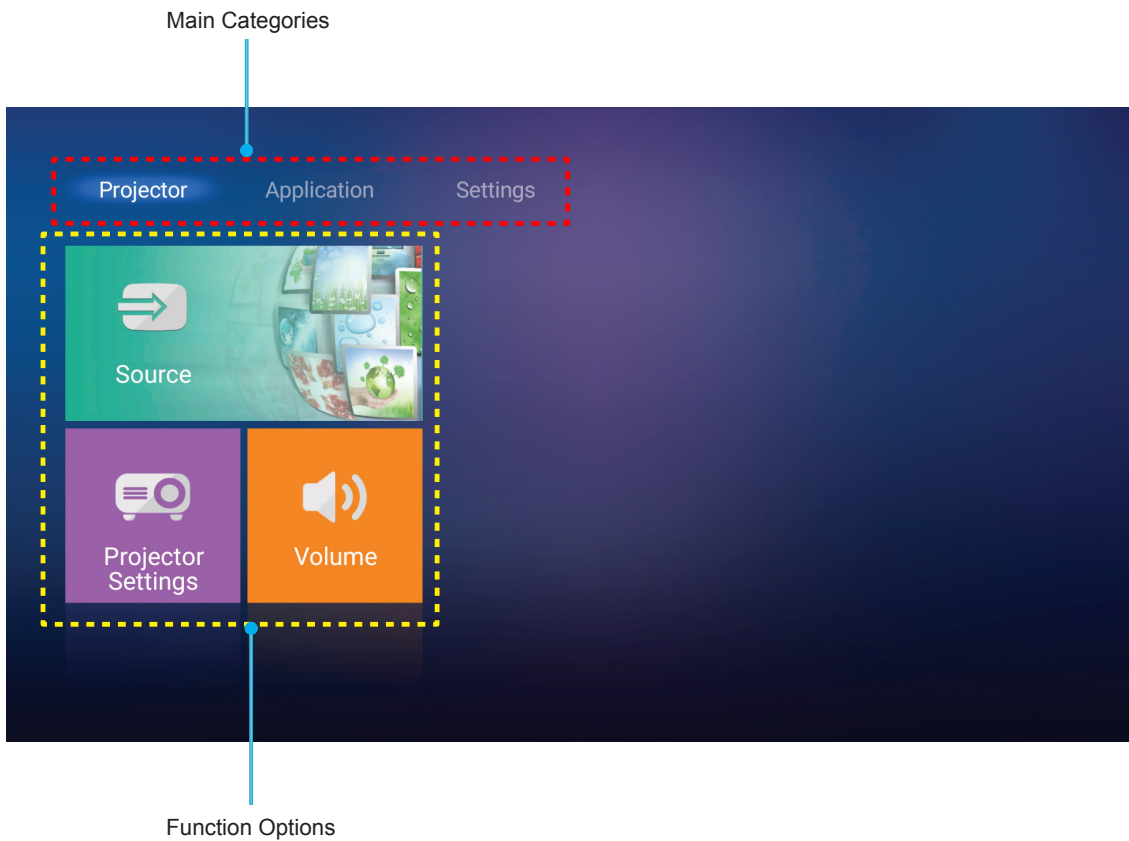 Main Categories
Projector Application Settings
Source
Projector
Settings
Volume
Function Options